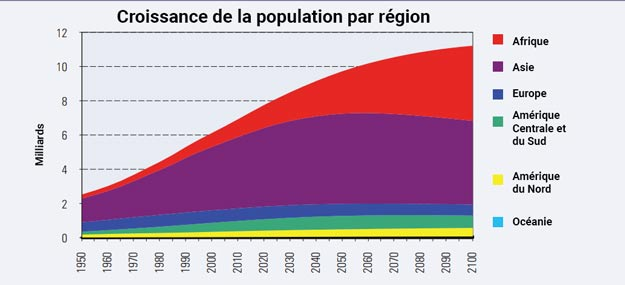 Croissance de la population par région
12
10
8
6
4
2
0
Milliards
1950
1960
1970
1980
1990
2000
2010
2020
2030
2040
2050
2060
2070
2080
2090
2100
Afrique
Asie
Europe
Amérique
Centrale et
du Sud
Amérique
du Nord
Océanie